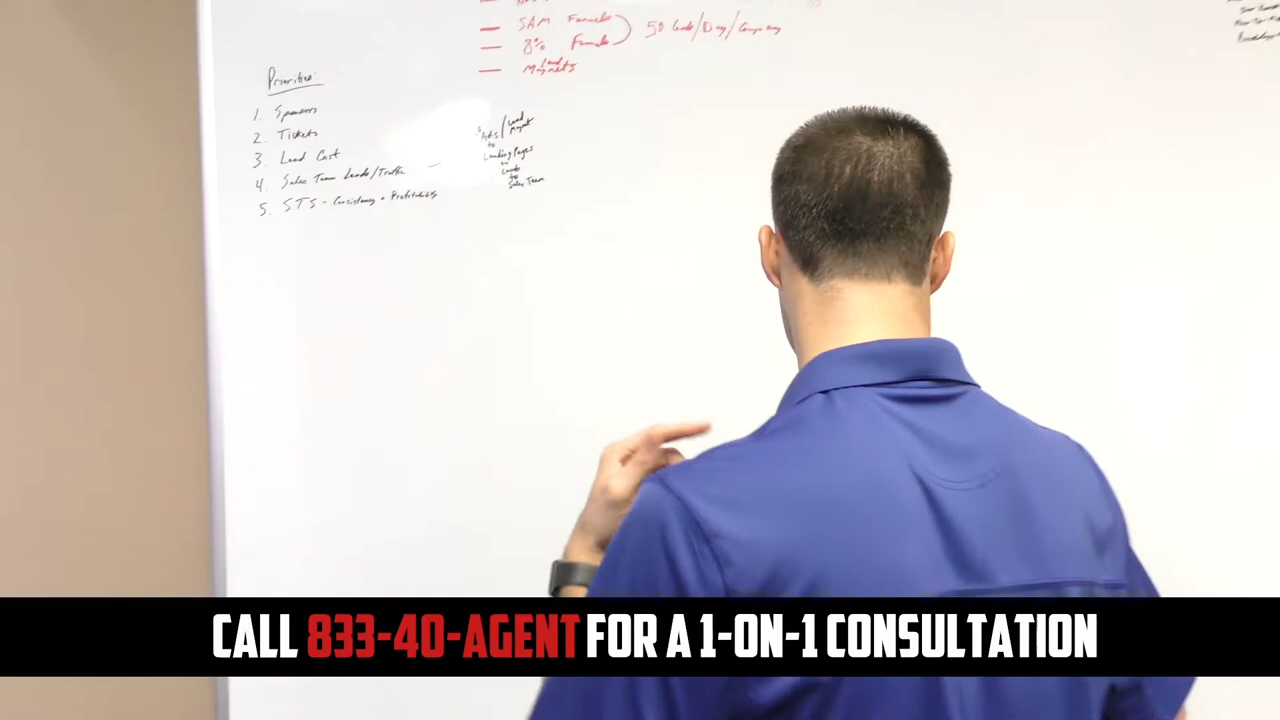 SAM Funnels
8% Funnels
50 Leads/Day/Company
Lead
Magnets
Priorities:
1. Sponsors
2. Tickets
3. Lead Cost
4. Sales Team Leads/Traffic
5. STS - Consistency + Profitability
Ads/Lead
Magnet
to
Landing Pages
to
Leads
to
Sales Team
CALL 833-40-AGENT FOR A 1-ON-1 CONSULTATION